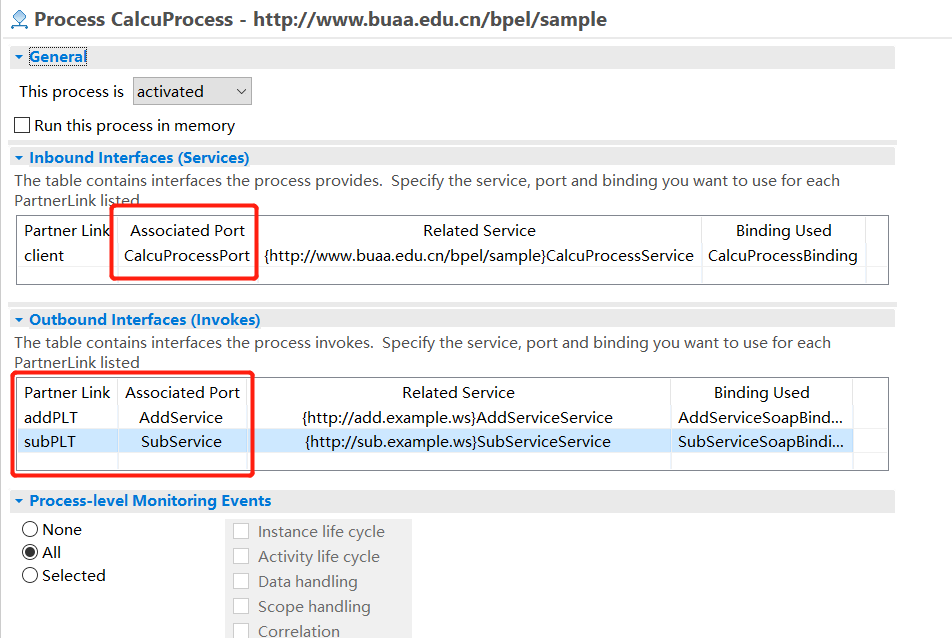 Process CalcuProcess - http://www.buaa.edu.cn/bpel/sample
General
This process is activated
Run this process in memory
Inbound Interfaces (Services)
The table contains interfaces the process provides.  Specify the service, port and binding you want to use for each
PartnerLink listed
Partner Link Associated Port Related Service Binding Used
client CalcuProcessPort {http://www.buaa.edu.cn/bpel/sample}CalcuProcessService CalcuProcessBinding
Outbound Interfaces (Invokes)
The table contains interfaces the process invokes.  Specify the service, port and binding you want to use for each
PartnerLink listed
Partner Link Associated Port Related Service Binding Used
addPLT AddService {http://add.example.ws}AddServiceService AddServiceSoapBind...
subPLT SubService {http://sub.example.ws}SubServiceService SubServiceSoapBindi...
Process-level Monitoring Events
None
All
Selected
Instance life cycle
Activity life cycle
Data handling
Scope handling
Correlation